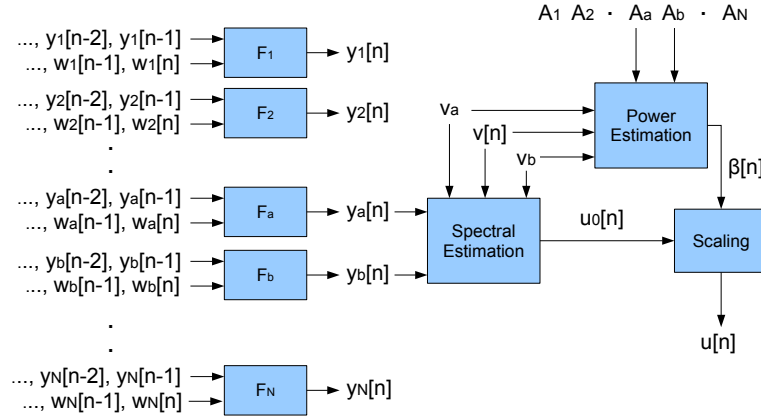 A1 A2 · Aa Ab · AN
..., y1[n-2], y1[n-1]
..., w1[n-1], w1[n]
F1
y1[n]
..., y2[n-2], y2[n-1]
..., w2[n-1], w2[n]
F2
y2[n]
.
.
va
v[n]
vb
Power
Estimation
β[n]
..., ya[n-2], ya[n-1]
..., wa[n-1], wa[n]
Fa
ya[n]
..., yb[n-2], yb[n-1]
..., wb[n-1], wb[n]
Fb
yb[n]
Spectral
Estimation
u0[n]
Scaling
u[n]
.
.
..., yN[n-2], yN[n-1]
..., wN[n-1], wN[n]
FN
yN[n]